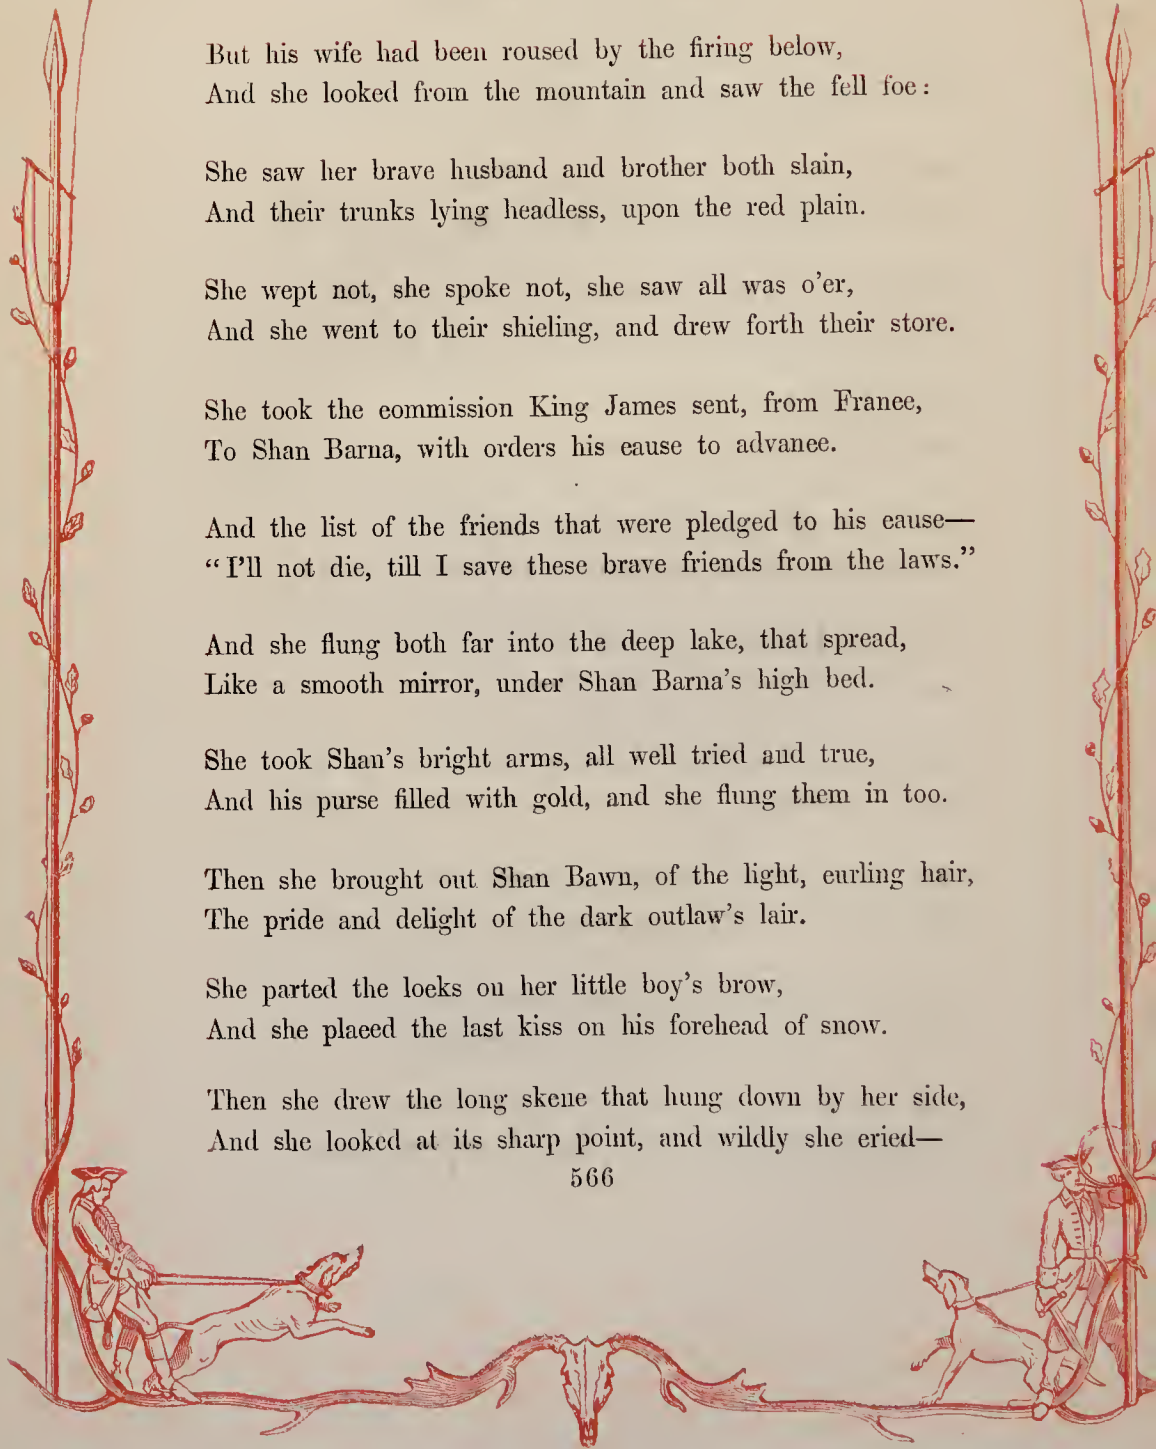 But his wife had been roused by the firing below,
And she looked from the mountain and saw the fell foe:
She saw her brave husband and brother both slain,
And their trunks lying headless, upon the red plain.
She wept not, she spoke not, she saw all was o'er,
And she went to their shieling, and drew forth their store.
She took the commission King James sent, from France,
To Shan Barna, with orders his cause to advance.
And the list of the friends that were pledged to his cause—
“I'll not die, till I save these brave friends from the laws.”
And she flung both far into the deep lake, that spread,
Like a smooth mirror, under Shan Barna's high bed.
She took Shan's bright arms, all well tried and true,
And his purse filled with gold, and she flung them in too.
Then she brought out Shan Bawn, of the light, curling hair,
The pride and delight of the dark outlaw's lair.
She parted the locks on her little boy's brow,
And she placed the last kiss on his forehead of snow.
Then she drew the long skene that hung down by her side,
And she looked at its sharp point, and wildly she cried—
566